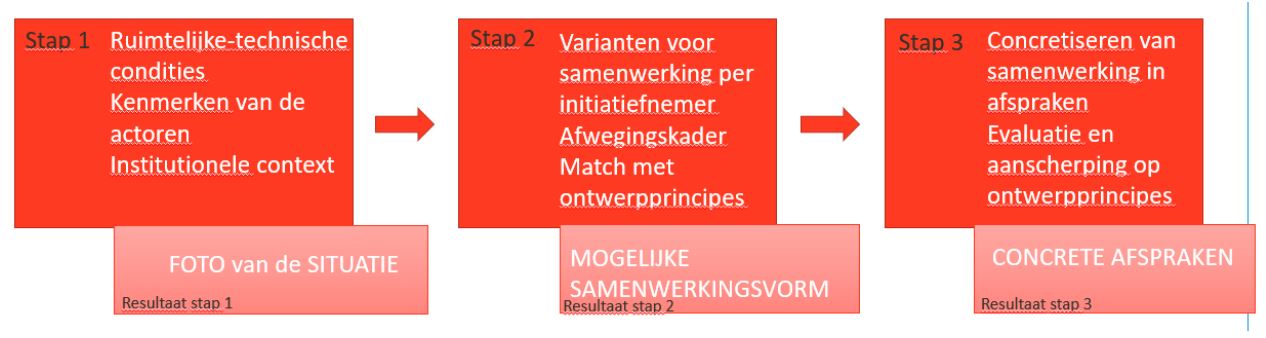 Stap 1
Ruimtelijke-technische
condities
Kenmerken van de
actoren
Institutionele context
FOTO van de SITUATIE
Resultaat stap 1
Stap 2
Varianten voor
samenwerking per
initiatiefnemer
Afwegingskader
Match met
ontwerpprincipes
MOGELIJKE
SAMENWERKINGSVORM
Resultaat stap 2
Stap 3
Concretiseren van
samenwerking in
afspraken
Evaluatie en
aanscherping op
ontwerpprincipes
CONCRETE AFSPRAKEN
Resultaat stap 3